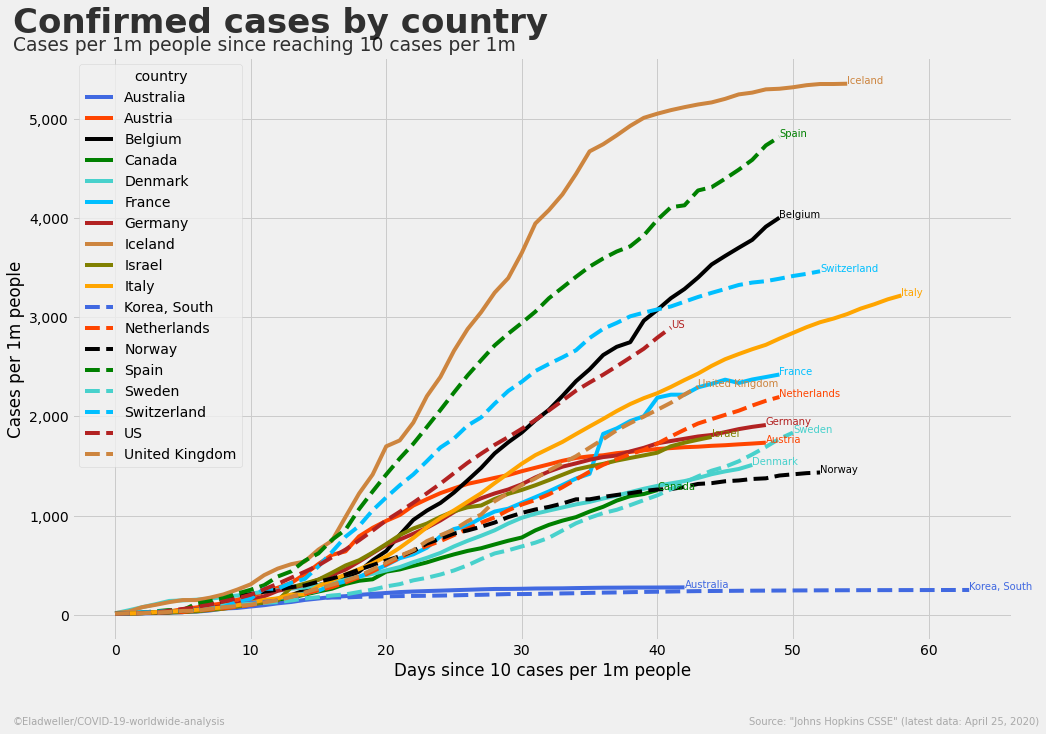 Confirmed cases by country
Cases per 1m people since reaching 10 cases per 1m
country
Australia
Austria
Belgium
Canada
Denmark
France
Germany
Iceland
Israel
Italy
Korea, South
Netherlands
Norway
Spain
Sweden
Switzerland
US
United Kingdom
Cases per 1m people
5,000
4,000
3,000
2,000
1,000
0
Iceland
Spain
Belgium
Switzerland
Italy
US
France
United Kingdom
Netherlands
Germany
Sweden
Israel
Austria
Denmark
Norway
Canada
Australia
Korea, South
0 10 20 30 40 50 60
Days since 10 cases per 1m people
©Eladweller/COVID-19-worldwide-analysis
Source: "Johns Hopkins CSSE" (latest data: April 25, 2020)